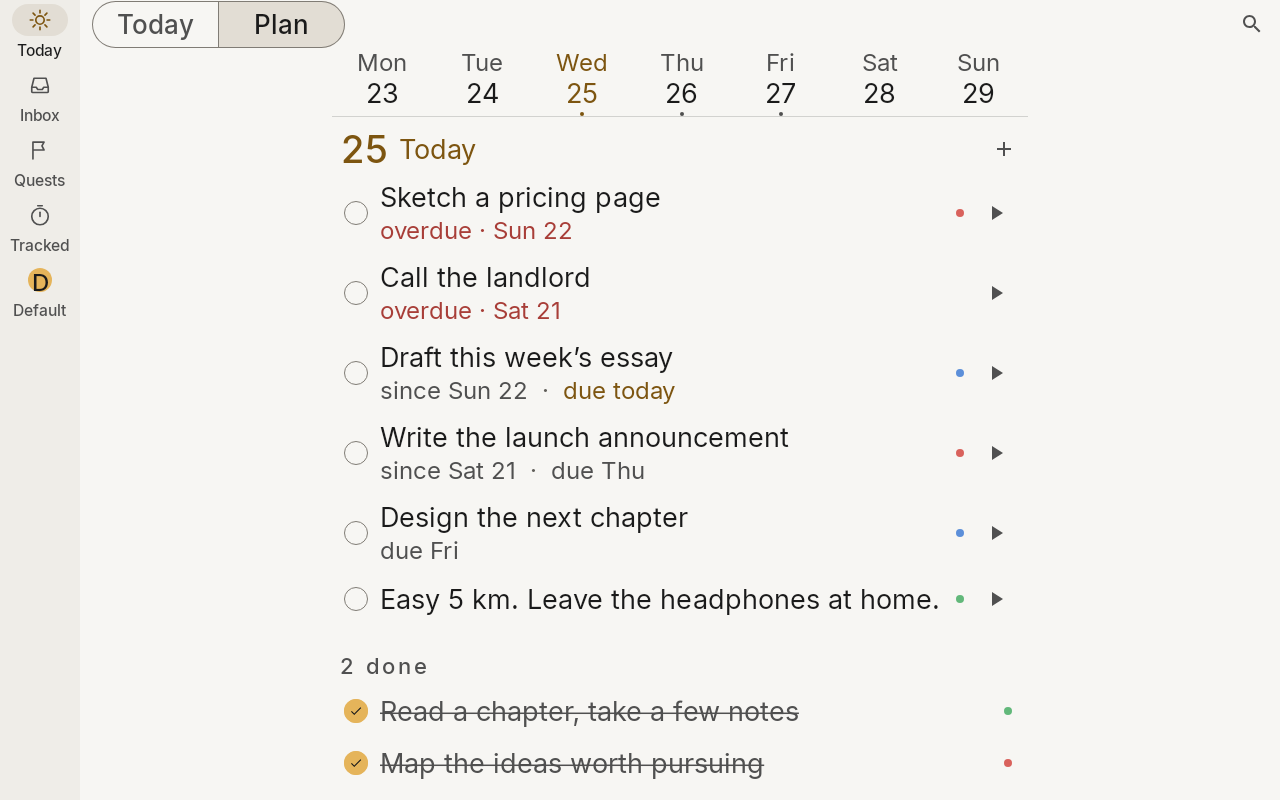 Today
Plan
Today
Inbox
Quests
Tracked
D
Default
Mon Tue Wed Thu Fri Sat Sun
23 24 25 26 27 28 29
25 Today
Sketch a pricing page
overdue · Sun 22
Call the landlord
overdue · Sat 21
Draft this week’s essay
since Sun 22 · due today
Write the launch announcement
since Sat 21 · due Thu
Design the next chapter
due Fri
Easy 5 km. Leave the headphones at home.
2 done
Read a chapter, take a few notes
Map the ideas worth pursuing